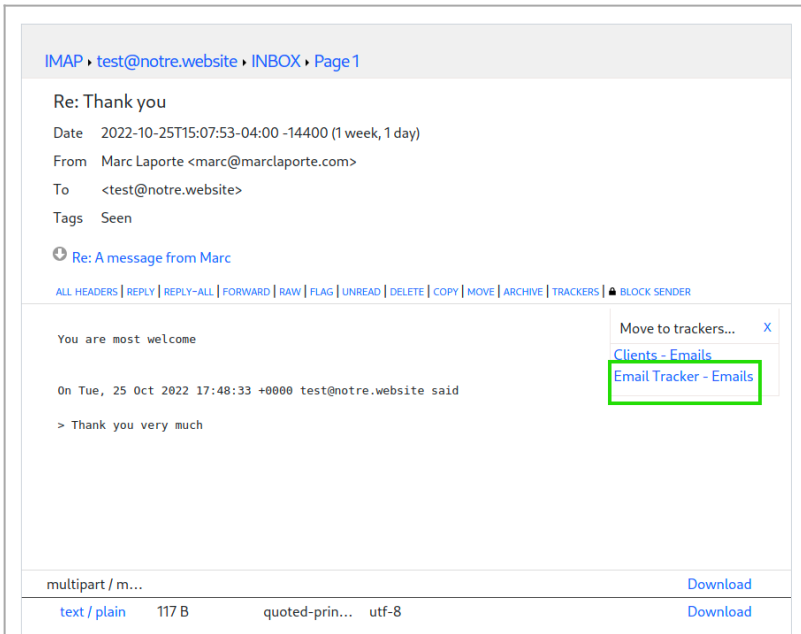 IMAP ▸ test@notre.website ▸ INBOX ▸ Page 1
Re: Thank you
Date 2022-10-25T15:07:53-04:00 -14400 (1 week, 1 day)
From Marc Laporte <marc@marclaporte.com>
To <test@notre.website>
Tags Seen
Re: A message from Marc
ALL HEADERS | REPLY | REPLY-ALL | FORWARD | RAW | FLAG | UNREAD | DELETE | COPY | MOVE | ARCHIVE | TRACKERS | BLOCK SENDER
Move to trackers... X
Clients - Emails
Email Tracker - Emails
You are most welcome
On Tue, 25 Oct 2022 17:48:33 +0000 test@notre.website said
> Thank you very much
multipart / m... Download
text / plain 117 B quoted-prin... utf-8 Download